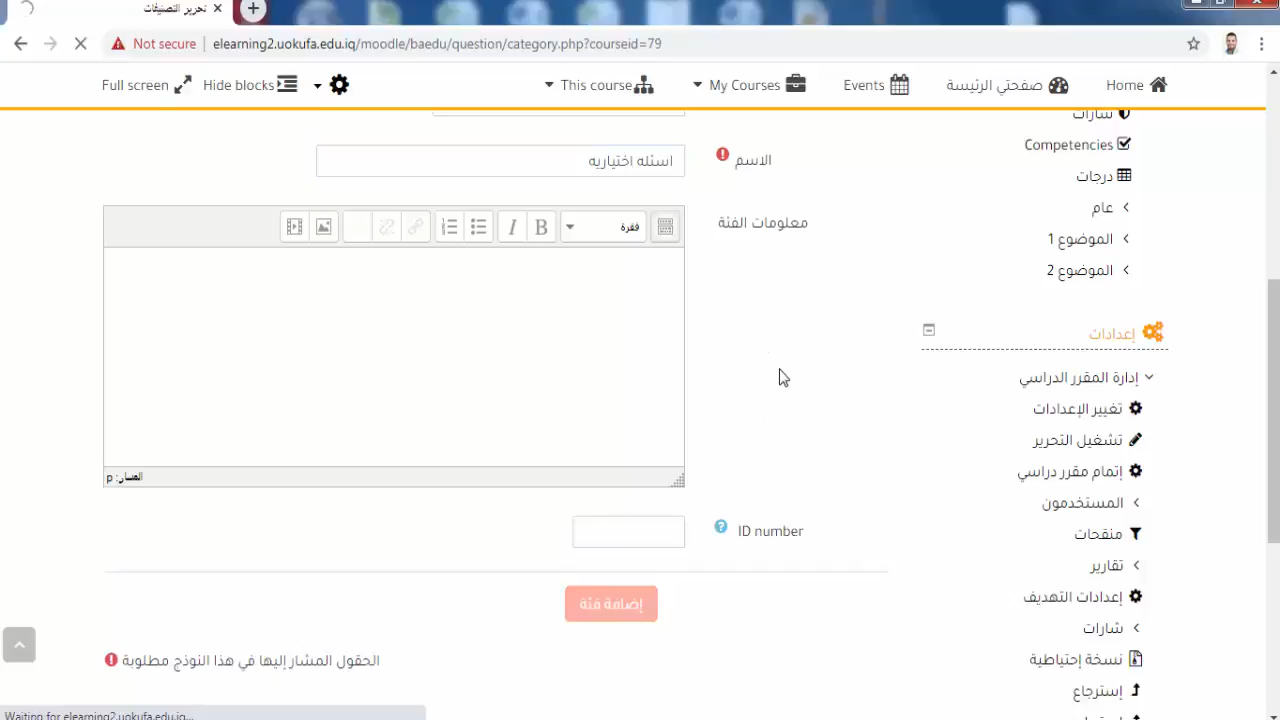 تحرير التصنيفات
Not secure
elearning2.uokufa.edu.iq/moodle/baedu/question/category.php?courseid=79
Full screen
Hide blocks
This course
My Courses
Events
صفحتي الرئيسة
Home
شارات
Competencies
درجات
عام
الموضوع 1
الموضوع 2
الاسم
اسئله اختياريه
معلومات الفئة
فقرة
B
I
المسار: p
ID number
إضافة فئة
الحقول المشار إليها في هذا النوذج مطلوبة
إعدادات
إدارة المقرر الدراسي
تغيير الإعدادات
تشغيل التحرير
إتمام مقرر دراسي
المستخدمون
منقحات
تقارير
إعدادات التهديف
شارات
نسخة إحتياطية
إسترجاع
Waiting for elearning2.uokufa.edu.iq...